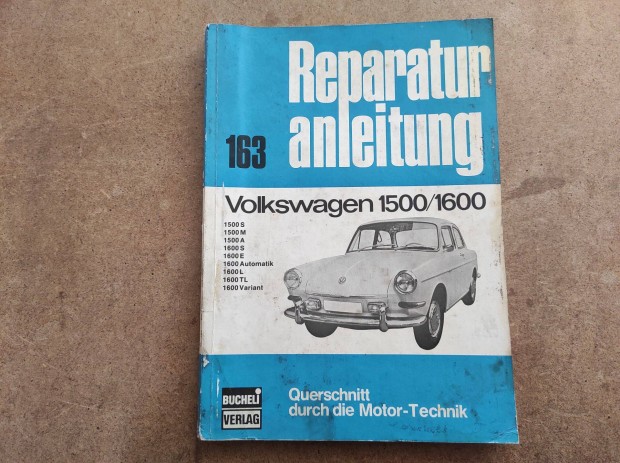 Reparatur
anleitung
163
Volkswagen 1500/1600
1500 S
1500 M
1500 A
1600 S
1600 E
1600 Automatik
1600 L
1600 TL
1600 Variant
Querschnitt
durch die Motor-Technik
BUCHELI
VERLAG